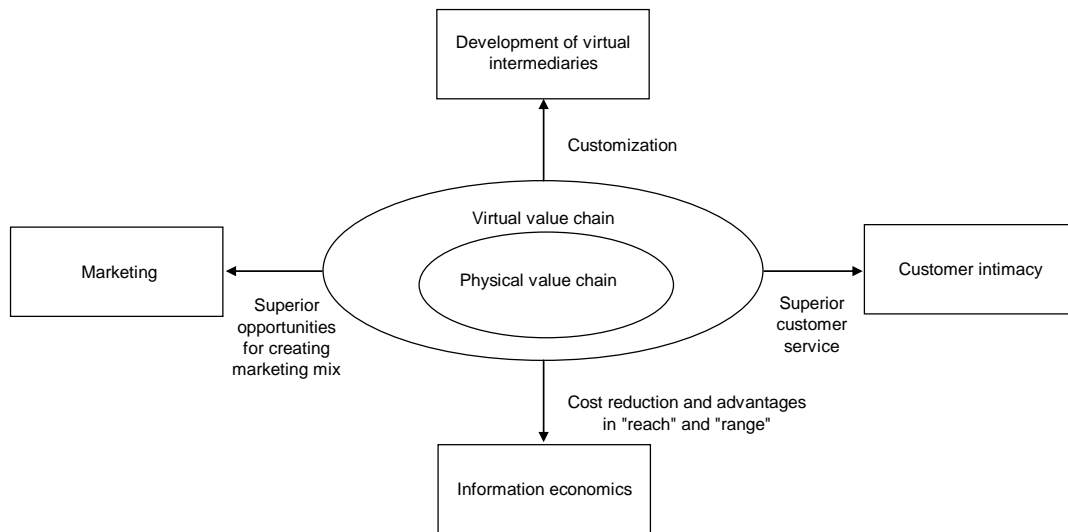 Development of virtual
intermediaries
Customization
Virtual value chain
Marketing
Physical value chain
Customer intimacy
Superior
opportunities
for creating
marketing mix
Superior
customer
service
Cost reduction and advantages
in "reach" and "range"
Information economics